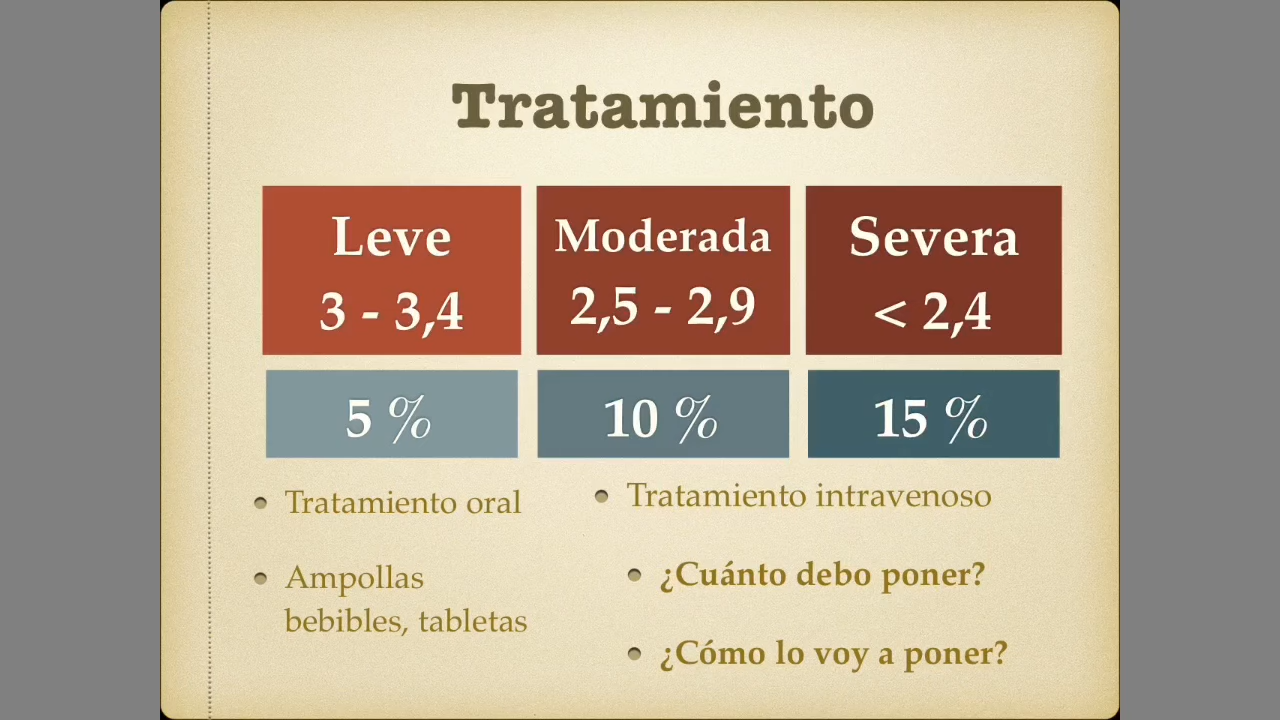 Tratamiento
Leve
3 - 3,4
Moderada
2,5 - 2,9
Severa
< 2,4
5 %
10 %
15 %
Tratamiento oral
Ampollas
bebibles, tabletas
Tratamiento intravenoso
¿Cuánto debo poner?
¿Cómo lo voy a poner?